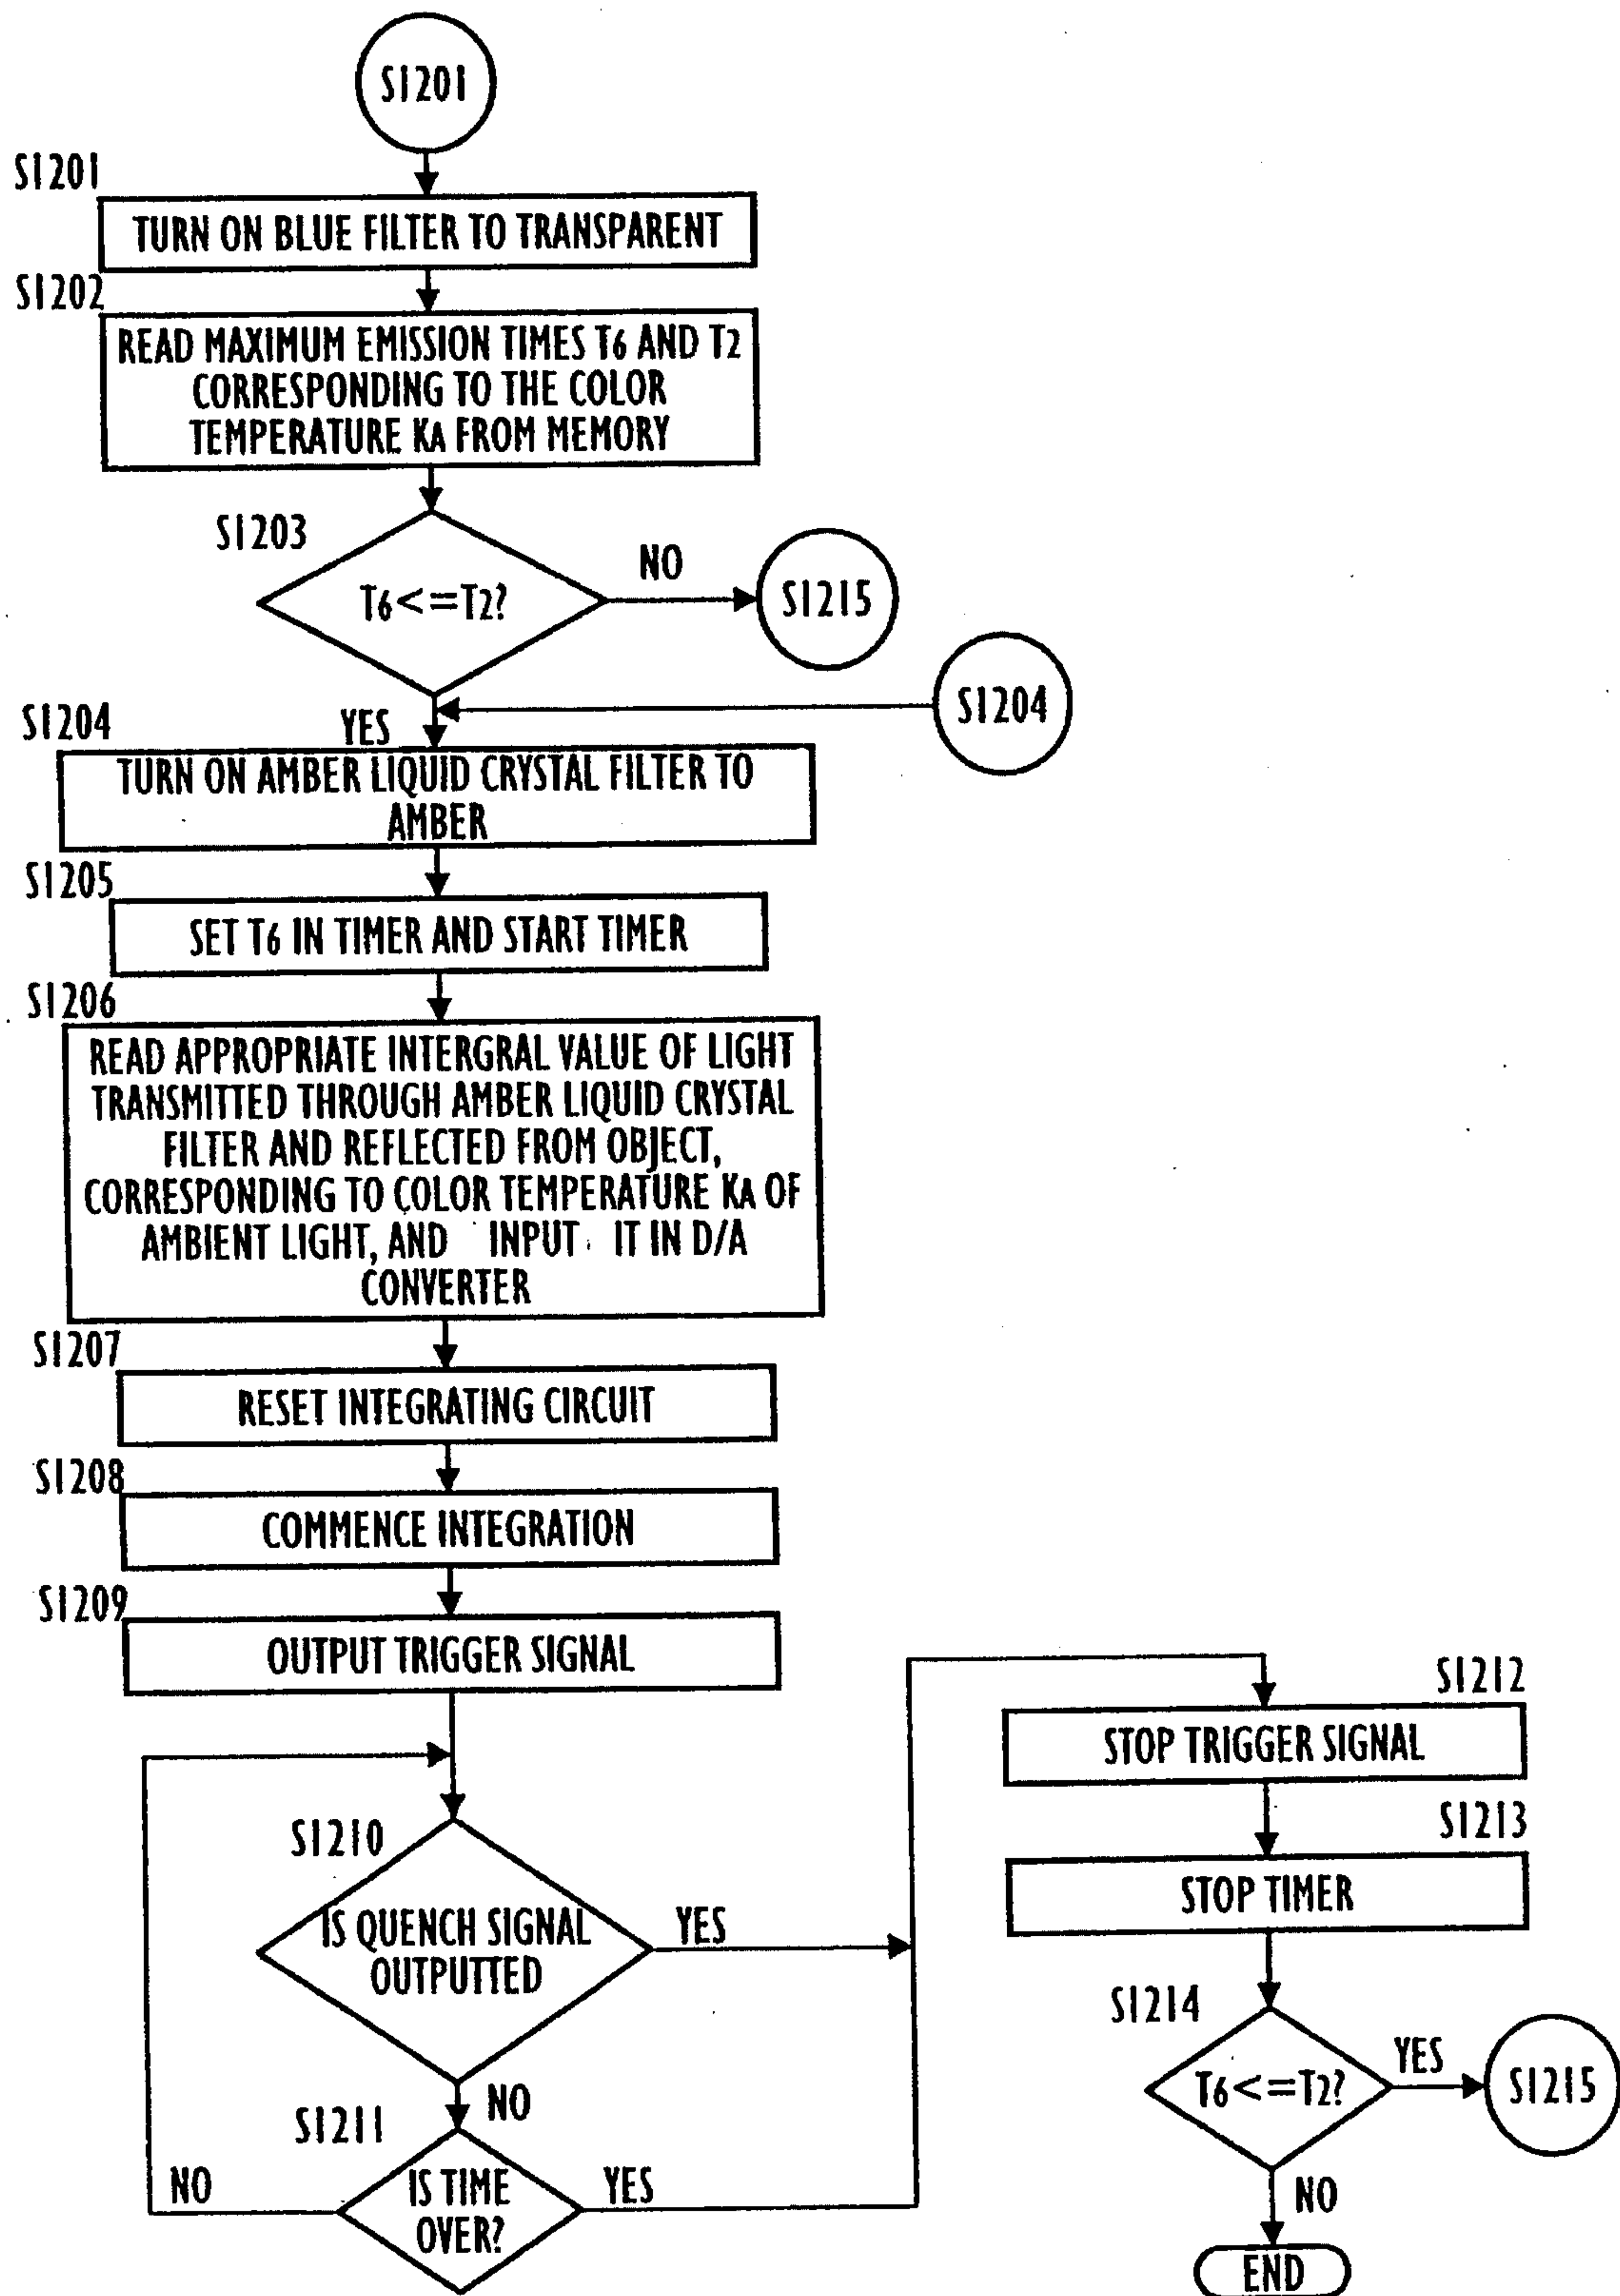 S1201
S1201
TURN ON BLUE FILTER TO TRANSPARENT
S1202
READ MAXIMUM EMISSION TIMES T6 AND T2
CORRESPONDING TO THE COLOR
TEMPERATURE KA FROM MEMORY
S1203
T6<=T2?
NO
S1215
S1204
YES
S1204
TURN ON AMBER LIQUID CRYSTAL FILTER TO
AMBER
S1205
SET T6 IN TIMER AND START TIMER
S1206
READ APPROPRIATE INTERGRAL VALUE OF LIGHT
TRANSMITTED THROUGH AMBER LIQUID CRYSTAL
FILTER AND REFLECTED FROM OBJECT,
CORRESPONDING TO COLOR TEMPERATURE KA OF
AMBIENT LIGHT, AND INPUT IT IN D/A
CONVERTER
S1207
RESET INTEGRATING CIRCUIT
S1208
COMMENCE INTEGRATION
S1209
OUTPUT TRIGGER SIGNAL
S1210
IS QUENCH SIGNAL
OUTPUTTED
YES
NO
S1211
IS TIME
OVER?
NO
YES
S1212
STOP TRIGGER SIGNAL
S1213
STOP TIMER
S1214
T6<=T2?
YES
S1215
NO
END